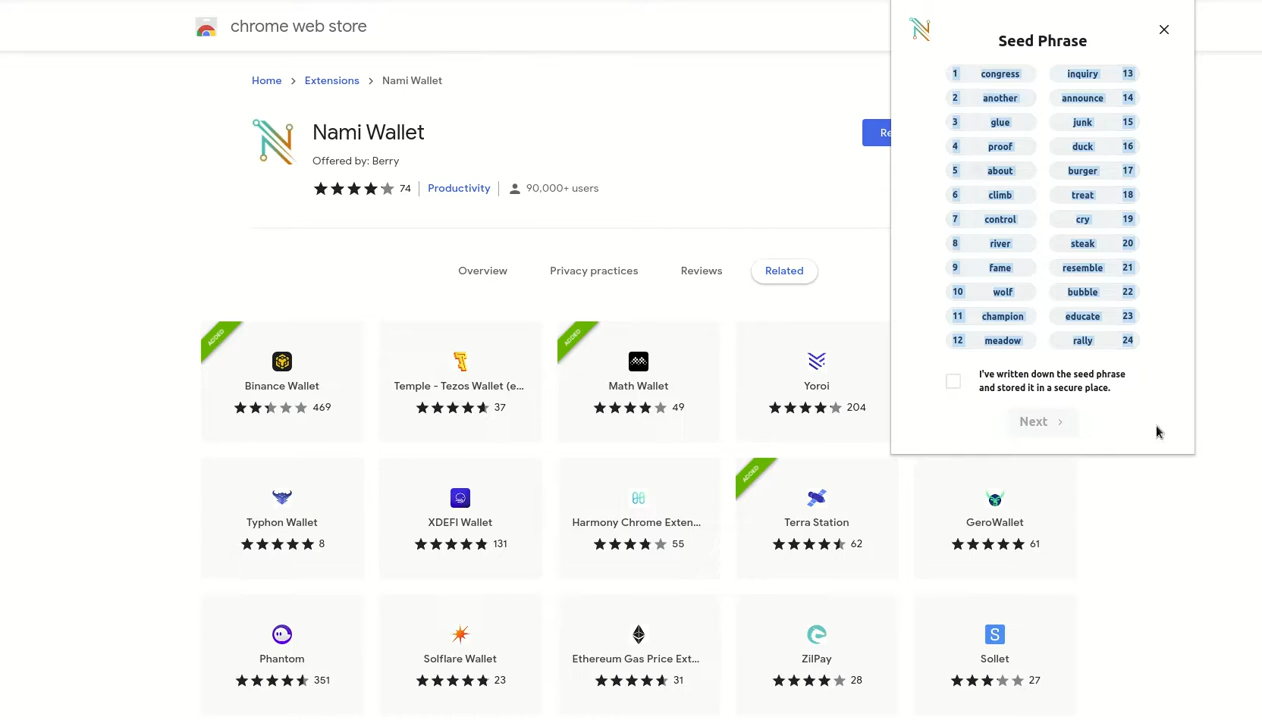 chrome web store
Home > Extensions > Nami Wallet
Nami Wallet
Offered by: Berry
74 | Productivity | 90,000+ users
Re
Overview
Privacy practices
Reviews
Related
ADDED
Binance Wallet
469
Temple - Tezos Wallet (e...
37
ADDED
Math Wallet
49
Yoroi
204
Typhon Wallet
8
XDEFI Wallet
131
Harmony Chrome Exten...
55
ADDED
Terra Station
62
GeroWallet
61
Phantom
351
Solflare Wallet
23
Ethereum Gas Price Ext...
31
ZilPay
28
Sollet
27
Seed Phrase
1 congress inquiry 13
2 another announce 14
3 glue junk 15
4 proof duck 16
5 about burger 17
6 climb treat 18
7 control cry 19
8 river steak 20
9 fame resemble 21
10 wolf bubble 22
11 champion educate 23
12 meadow rally 24
I've written down the seed phrase
and stored it in a secure place.
Next >